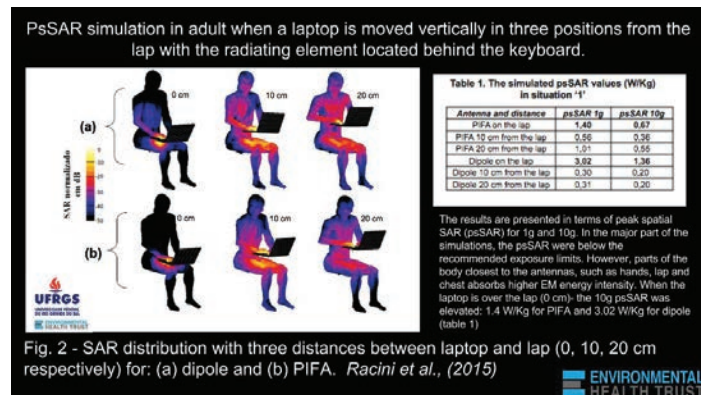 PsSAR simulation in adult when a laptop is moved vertically in three positions from the
lap with the radiating element located behind the keyboard.
0 cm
10 cm
20 cm
(a)
SAR normalizado
em dB
0 cm
10 cm
20 cm
(b)
UFRGS
UNIVERSIDADE FEDERAL
DO RIO GRANDE DO SUL
ENVIRONMENTAL
HEALTH TRUST
Table 1. The simulated psSAR values (W/Kg)
in situation '1'
Antenna and distance psSAR 1g psSAR 10g
PIFA on the lap 1,40 0,67
PIFA 10 cm from the lap 0,56 0,36
PIFA 20 cm from the lap 1,01 0,55
Dipole on the lap 3,02 1,36
Dipole 10 cm from the lap 0,30 0,20
Dipole 20 cm from the lap 0,31 0,20
The results are presented in terms of peak spatial
SAR (psSAR) for 1g and 10g. In the major part of the
simulations, the psSAR were below the
recommended exposure limits. However, parts of the
body closest to the antennas, such as hands, lap and
chest absorbs higher EM energy intensity. When the
laptop is over the lap (0 cm)- the 10g psSAR was
elevated: 1.4 W/Kg for PIFA and 3.02 W/Kg for dipole
(table 1)
Fig. 2 - SAR distribution with three distances between laptop and lap (0, 10, 20 cm
respectively) for: (a) dipole and (b) PIFA. Racini et al., (2015)
ENVIRONMENTAL
HEALTH TRUST